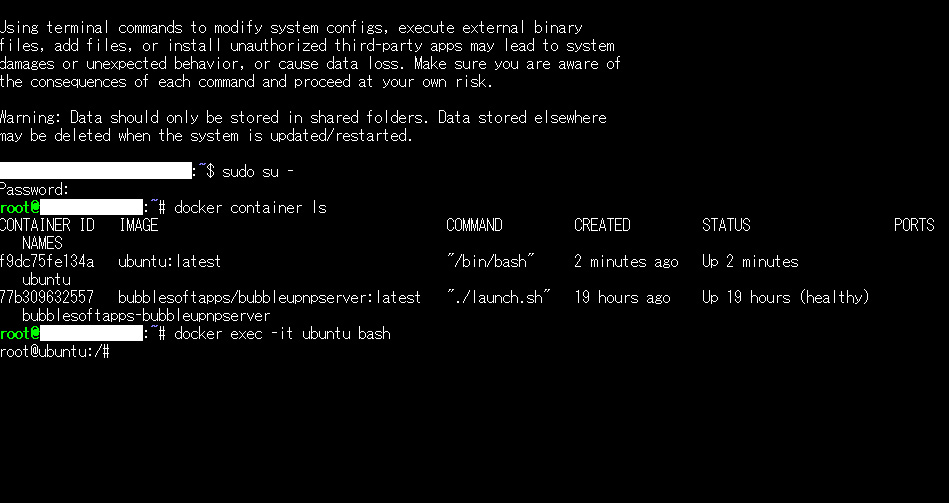 Using terminal commands to modify system configs, execute external binary
files, add files, or install unauthorized third-party apps may lead to system
damages or unexpected behavior, or cause data loss. Make sure you are aware of
the consequences of each command and proceed at your own risk.
Warning: Data should only be stored in shared folders. Data stored elsewhere
may be deleted when the system is updated/restarted.
:~$ sudo su -
Password:
root@ :~# docker container ls
CONTAINER ID IMAGE COMMAND CREATED STATUS PORTS
NAMES
f9dc75fe134a ubuntu:latest "/bin/bash" 2 minutes ago Up 2 minutes
ubuntu
77b309632557 bubblesoftapps/bubbleupnpserver:latest "./launch.sh" 19 hours ago Up 19 hours (healthy)
bubblesoftapps-bubbleupnpserver
root@ :~# docker exec -it ubuntu bash
root@ubuntu:/#